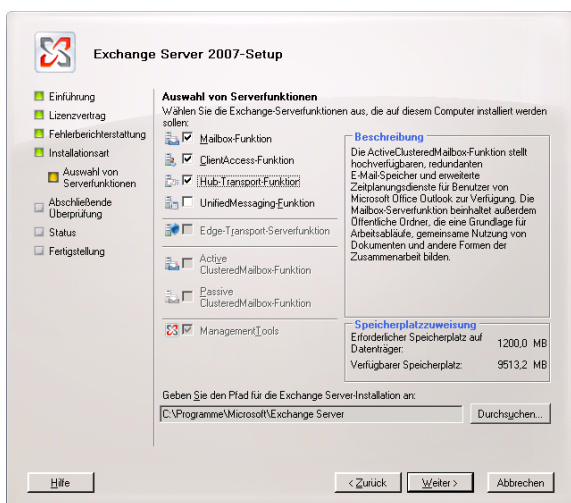 Exchange Server 2007-Setup
Einführung
Lizenzvertrag
Fehlerberichterstattung
Installationsart
Auswahl von
Serverfunktionen
Abschließende
Überprüfung
Status
Fertigstellung
Auswahl von Serverfunktionen
Wählen Sie die Exchange-Serverfunktionen aus, die auf diesem Computer installiert werden
sollen:
Mailbox-Funktion
ClientAccess-Funktion
Hub-Transport-Funktion
UnifiedMessaging-Funktion
Edge-Transport-Serverfunktion
Active
ClusteredMailbox-Funktion
Passive
ClusteredMailbox-Funktion
ManagementTools
Beschreibung
Die ActiveClusteredMailbox-Funktion stellt
hochverfügbaren, redundanten
E-Mail-Speicher und erweiterte
Zeitplanungsdienste für Benutzer von
Microsoft Office Outlook zur Verfügung. Die
Mailbox-Serverfunktion beinhaltet außerdem
Öffentliche Ordner, die eine Grundlage für
Arbeitsabläufe, gemeinsame Nutzung von
Dokumenten und andere Formen der
Zusammenarbeit bilden.
Speicherplatzzuweisung
Erforderlicher Speicherplatz auf
Datenträger: 1200,0 MB
Verfügbarer Speicherplatz: 9513,2 MB
Geben Sie den Pfad für die Exchange Server-Installation an:
C:\Programme\Microsoft\Exchange Server
Durchsuchen...
Hilfe
< Zurück
Weiter >
Abbrechen